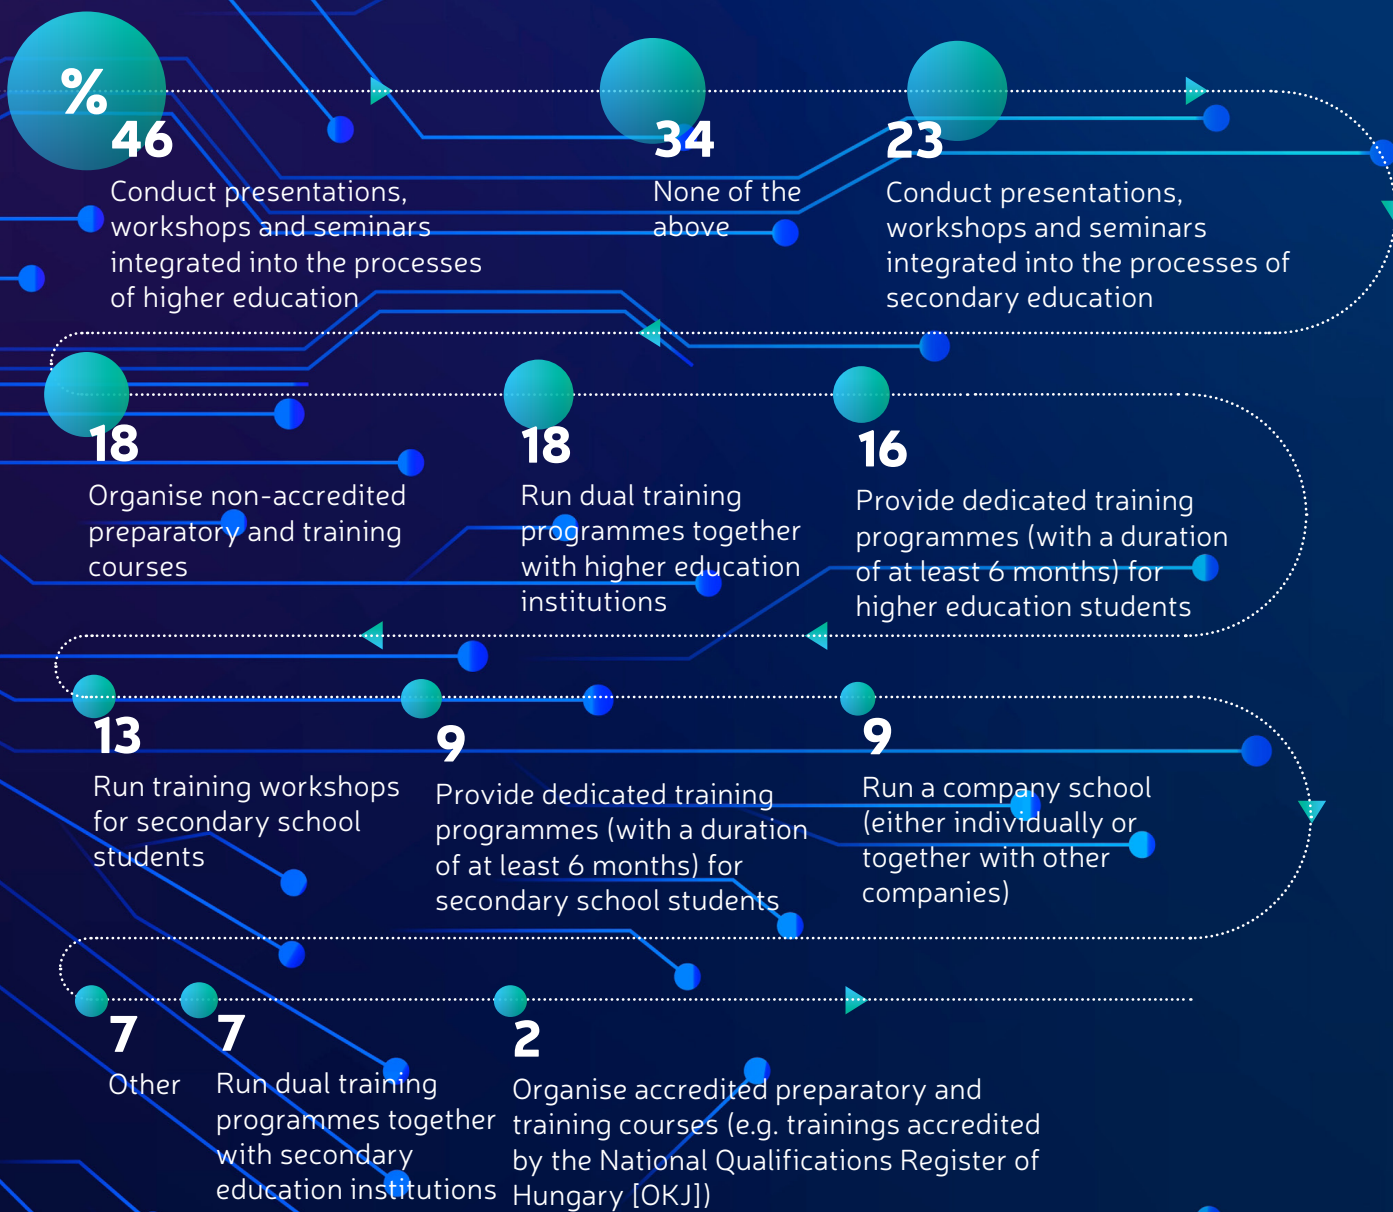 %
46
Conduct presentations,
workshops and seminars
integrated into the processes
of higher education
34
None of the
above
23
Conduct presentations,
workshops and seminars
integrated into the processes of
secondary education
18
Organise non-accredited
preparatory and training
courses
18
Run dual training
programmes together
with higher education
institutions
16
Provide dedicated training
programmes (with a duration
of at least 6 months) for
higher education students
13
Run training workshops
for secondary school
students
9
Provide dedicated training
programmes (with a duration
of at least 6 months) for
secondary school students
9
Run a company school
(either individually or
together with other
companies)
7
Other
7
Run dual training
programmes together
with secondary
education institutions
2
Organise accredited preparatory and
training courses (e.g. trainings accredited
by the National Qualifications Register of
Hungary [OKJ])